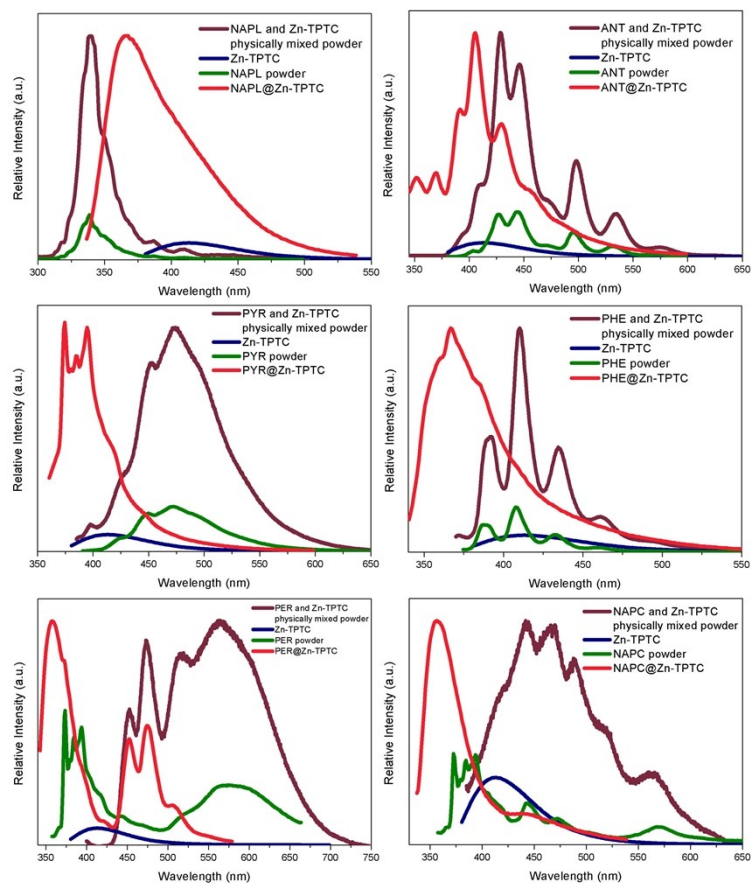 NAPL and Zn-TPTC
physically mixed powder
Zn-TPTC
NAPL powder
NAPL@Zn-TPTC
Relative Intensity (a.u.)
300 350 400 450 500 550
Wavelength (nm)
ANT and Zn-TPTC
physically mixed powder
Zn-TPTC
ANT powder
ANT@Zn-TPTC
Relative Intensity (a.u.)
350 400 450 500 550 600 650
Wavelength (nm)
PYR and Zn-TPTC
physically mixed powder
Zn-TPTC
PYR powder
PYR@Zn-TPTC
Relative Intensity (a.u.)
350 400 450 500 550 600 650
Wavelength (nm)
PHE and Zn-TPTC
physically mixed powder
Zn-TPTC
PHE powder
PHE@Zn-TPTC
Relative Intensity (a.u.)
350 400 450 500 550
Wavelength (nm)
PER and Zn-TPTC
physically mixed powder
Zn-TPTC
PER powder
PER@Zn-TPTC
Relative Intensity (a.u.)
350 400 450 500 550 600 650 700 750
Wavelength (nm)
NAPC and Zn-TPTC
physically mixed powder
Zn-TPTC
NAPC powder
NAPC@Zn-TPTC
Relative Intensity (a.u.)
350 400 450 500 550 600 650
Wavelength (nm)